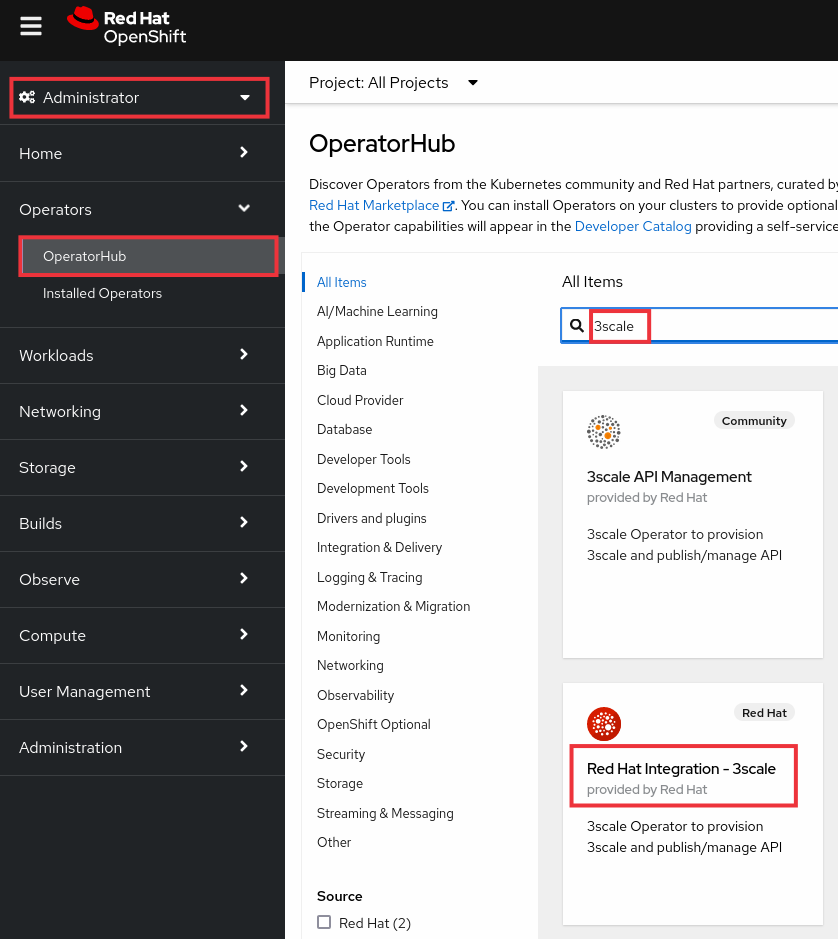 Red Hat
OpenShift
Administrator
Home
Operators
OperatorHub
Installed Operators
Workloads
Networking
Storage
Builds
Observe
Compute
User Management
Administration
Project: All Projects
OperatorHub
Discover Operators from the Kubernetes community and Red Hat partners, curated by
Red Hat Marketplace. You can install Operators on your clusters to provide optional
the Operator capabilities will appear in the Developer Catalog providing a self-service
All Items
AI/Machine Learning
Application Runtime
Big Data
Cloud Provider
Database
Developer Tools
Development Tools
Drivers and plugins
Integration & Delivery
Logging & Tracing
Modernization & Migration
Monitoring
Networking
Observability
OpenShift Optional
Security
Storage
Streaming & Messaging
Other
Source
Red Hat (2)
All Items
3scale
Community
3scale API Management
provided by Red Hat
3scale Operator to provision
3scale and publish/manage API
Red Hat
Red Hat Integration - 3scale
provided by Red Hat
3scale Operator to provision
3scale and publish/manage API